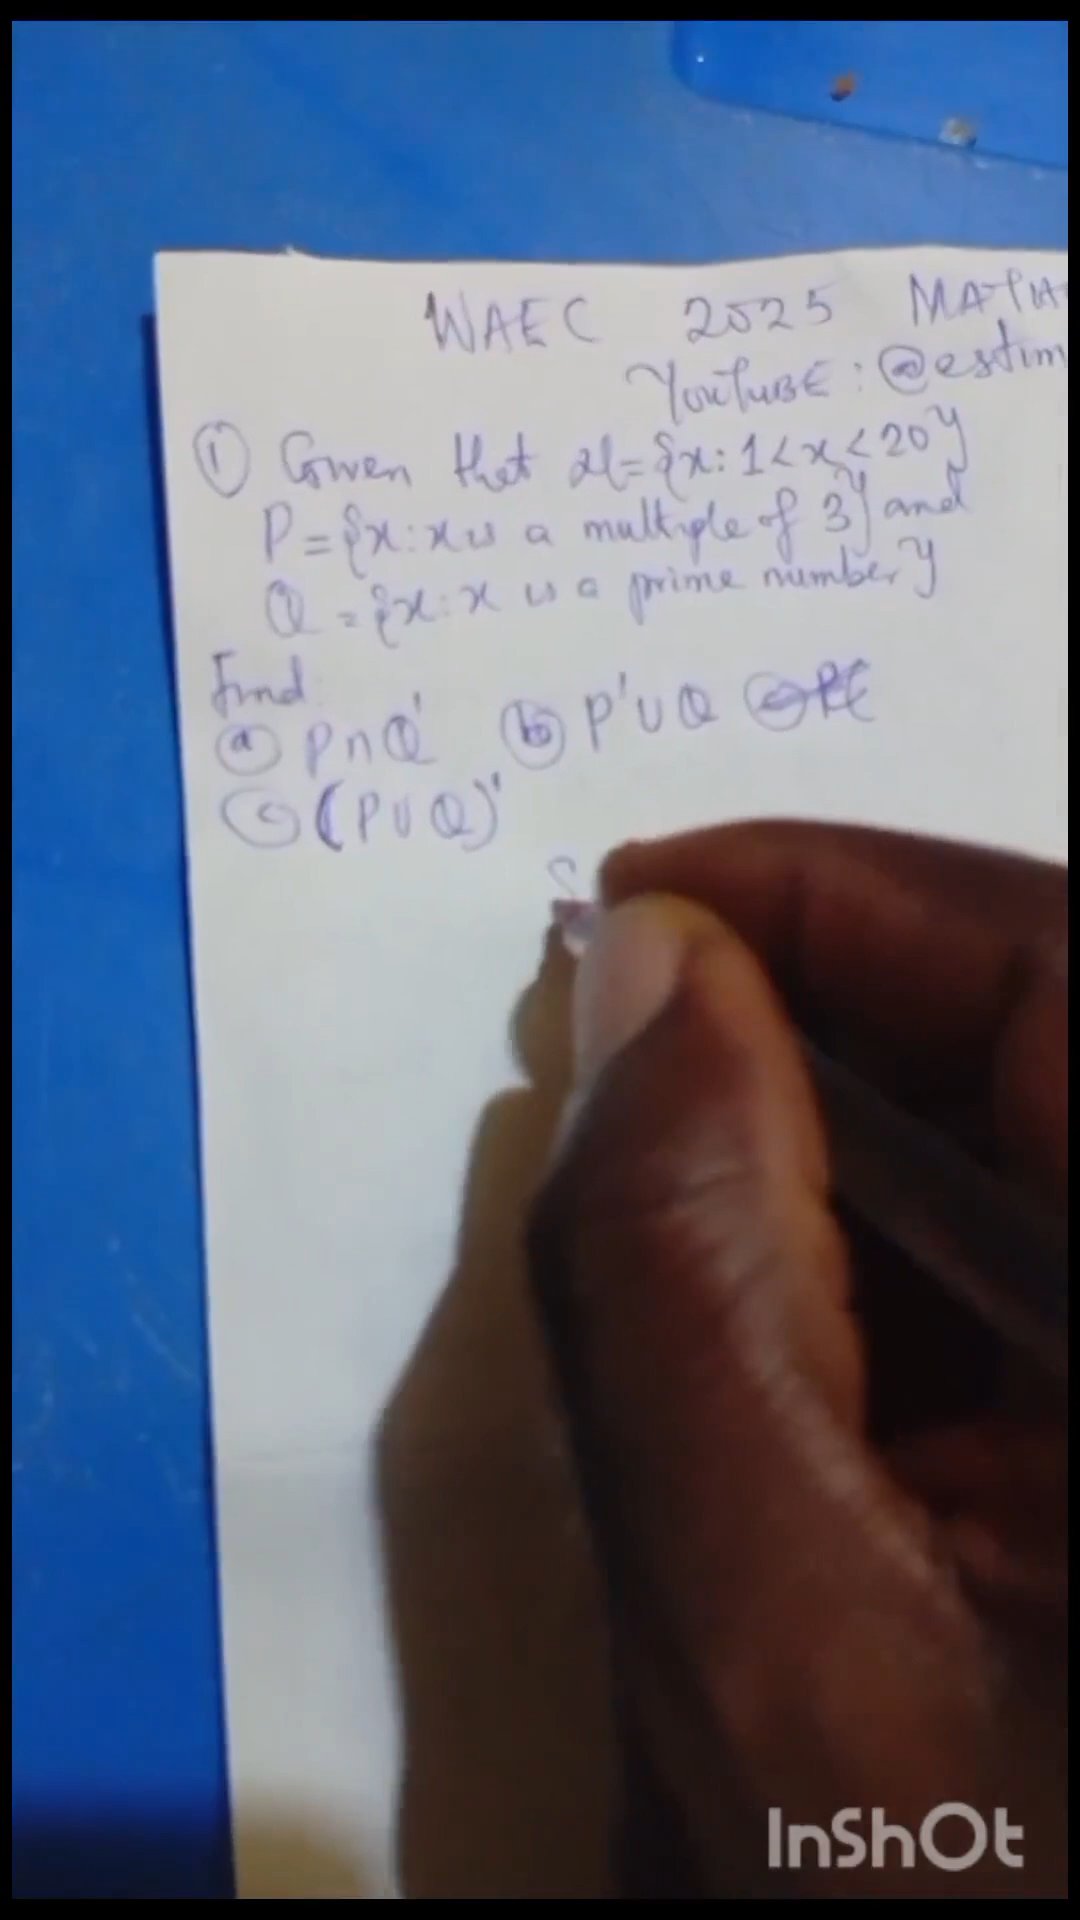 WAEC 2025 MATH
YouTUBE: @estim
① Given that U={x: 1<x<20}
P={x: x is a multiple of 3} and
Q={x: x is a prime number}
Find
ⓐ P∩Q' ⓑ P'∪Q
ⓒ (P∪Q)'
S
InShOt